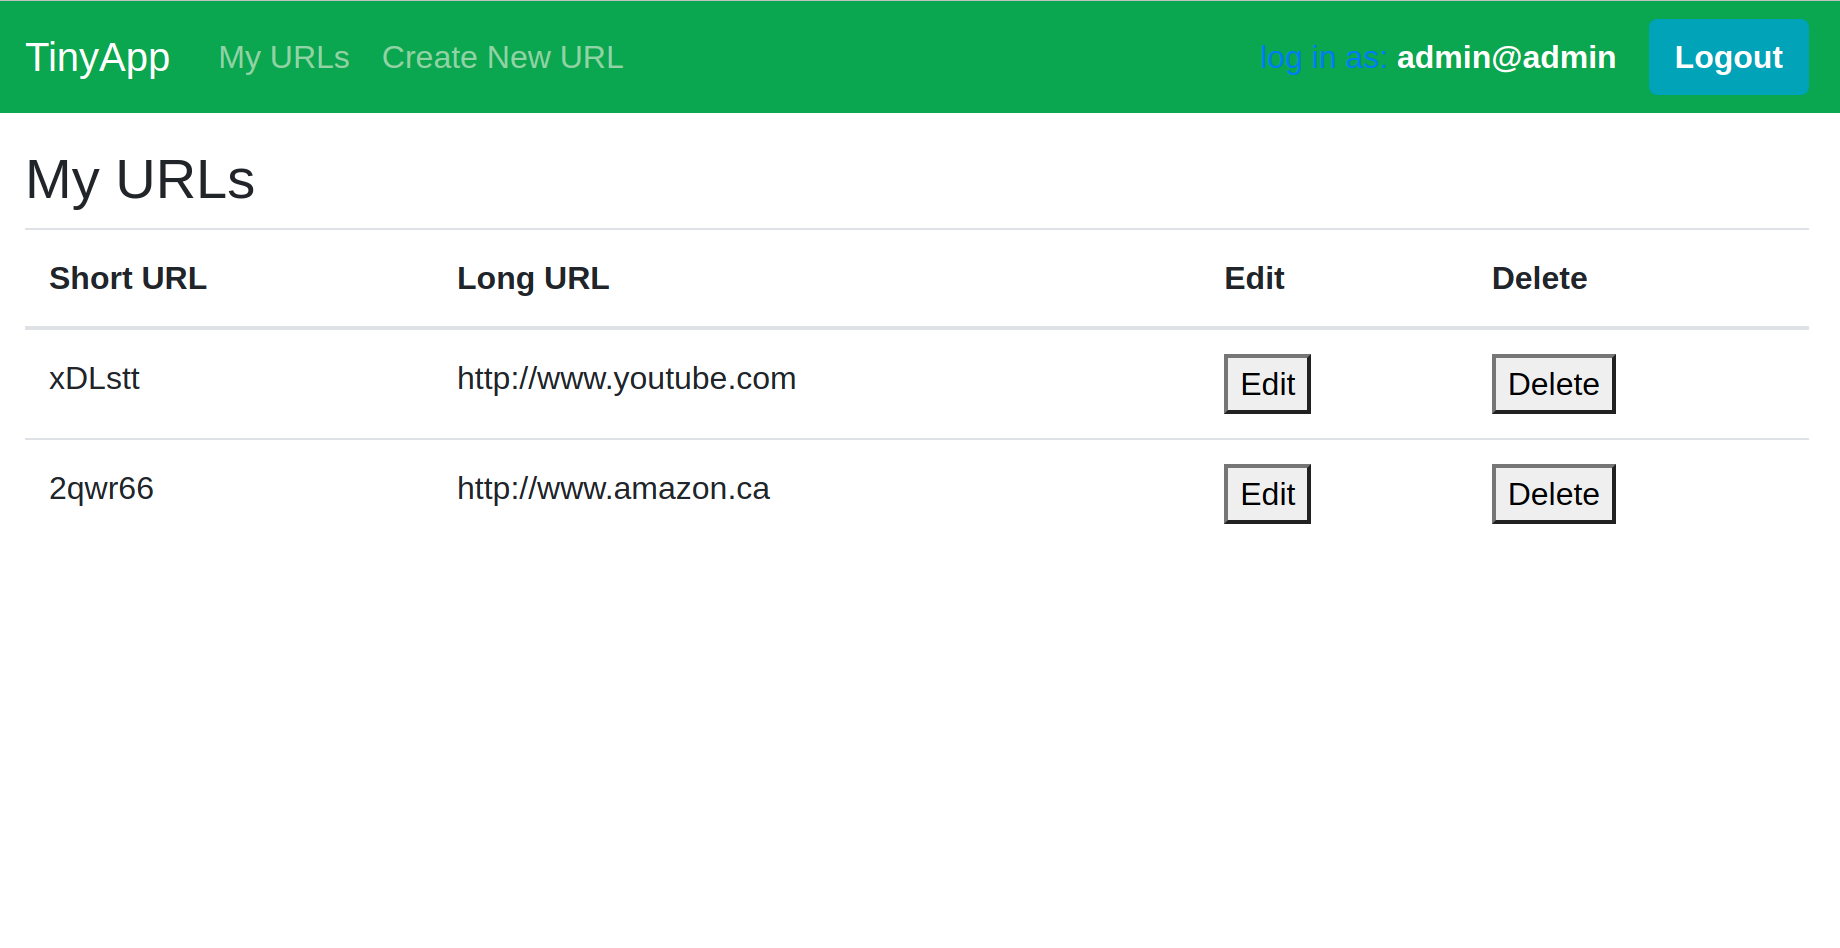 TinyApp My URLs Create New URL log in as: admin@admin Logout
My URLs
Short URL Long URL Edit Delete
xDLstt http://www.youtube.com Edit Delete
2qwr66 http://www.amazon.ca Edit Delete